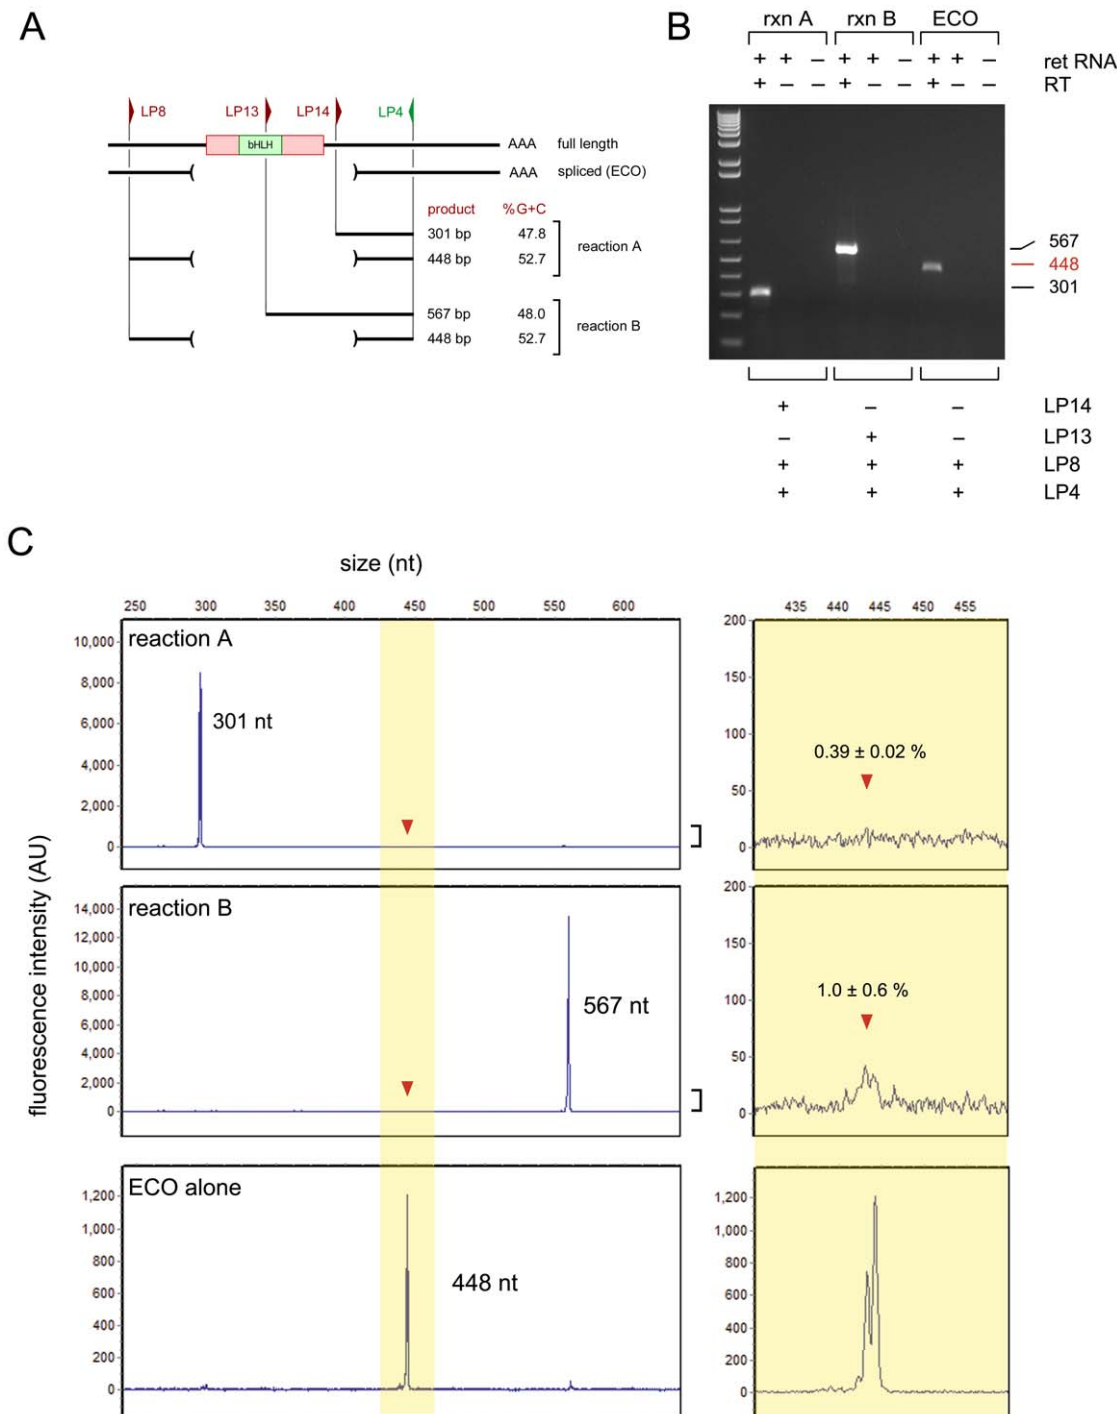 A
LP8 LP13 LP14 LP4
bHLH AAA full length
AAA spliced (ECO)
product %G+C
301 bp 47.8
448 bp 52.7
reaction A
567 bp 48.0
448 bp 52.7
reaction B
B
rxn A rxn B ECO
+ + – + + – + + – ret RNA
+ – – + – – + – – RT
567
448
301
+ – – LP14
– + – LP13
+ + + LP8
+ + + LP4
C
size (nt)
250 300 350 400 450 500 550 600
435 440 445 450 455
fluorescence intensity (AU)
reaction A
10,000
8,000
6,000
4,000
2,000
0
301 nt
200
150
100
50
0
0.39 ± 0.02 %
reaction B
14,000
12,000
10,000
8,000
6,000
4,000
2,000
0
567 nt
200
150
100
50
0
1.0 ± 0.6 %
ECO alone
1,200
1,000
800
600
400
200
0
448 nt
1,200
1,000
800
600
400
200
0